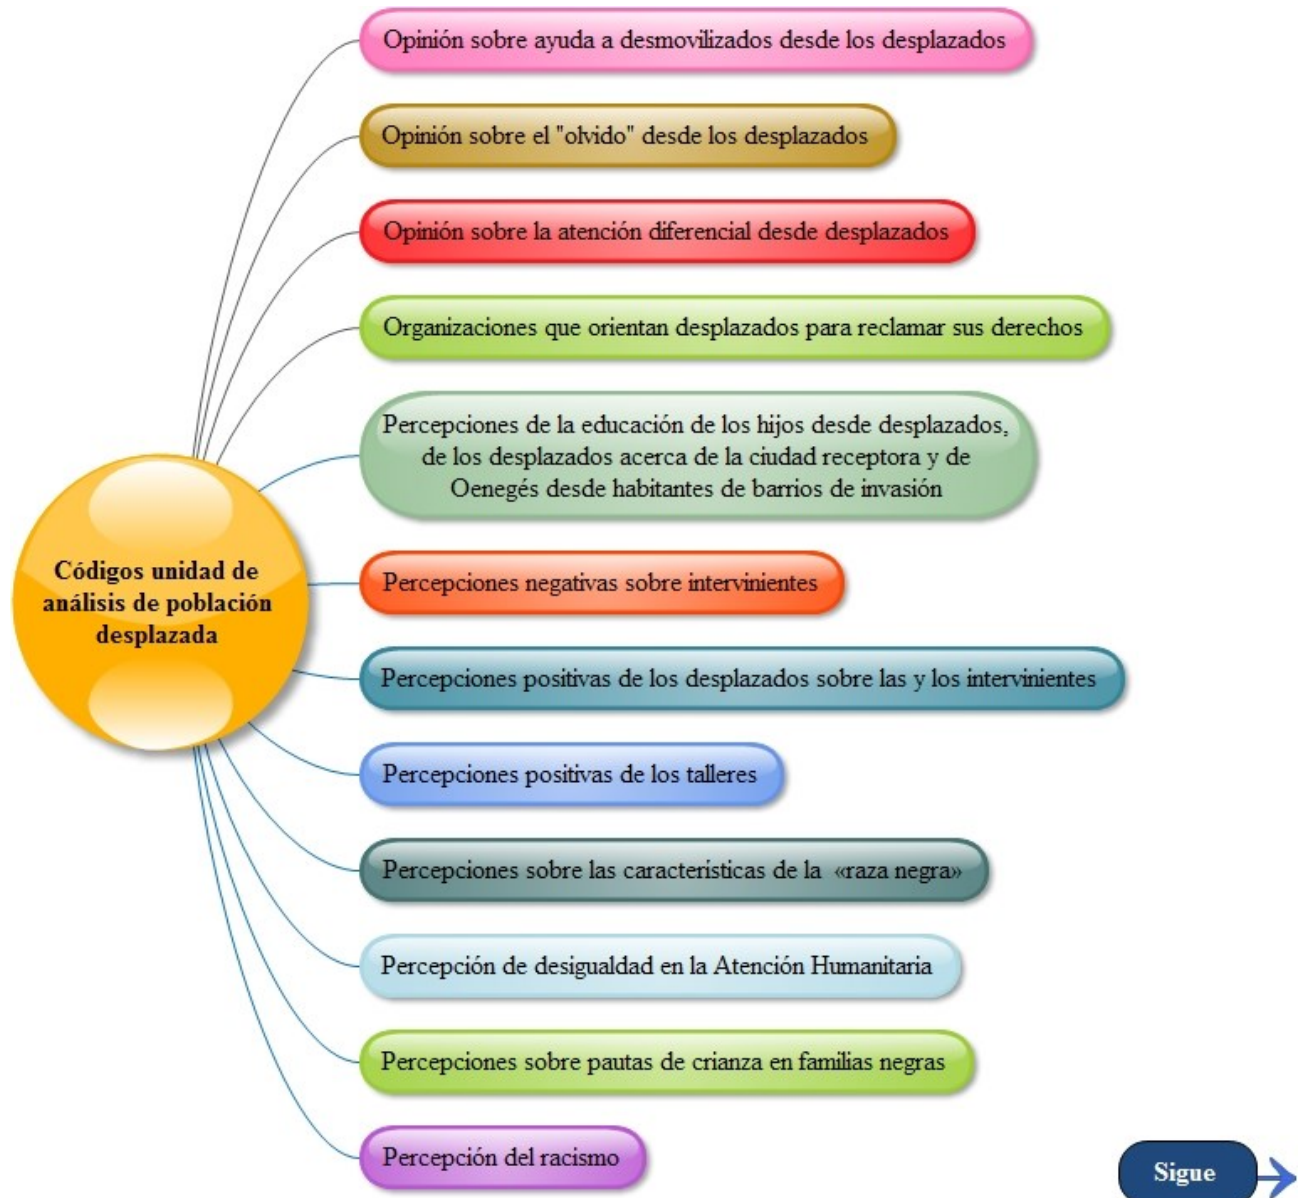 Opinión sobre ayuda a desmovilizados desde los desplazados
Opinión sobre el "olvido" desde los desplazados
Opinión sobre la atención diferencial desde desplazados
Organizaciones que orientan desplazados para reclamar sus derechos
Percepciones de la educación de los hijos desde desplazados,
de los desplazados acerca de la ciudad receptora y de
Oenegés desde habitantes de barrios de invasión
Códigos unidad de
análisis de población
desplazada
Percepciones negativas sobre intervinientes
Percepciones positivas de los desplazados sobre las y los intervinientes
Percepciones positivas de los talleres
Percepciones sobre las características de la «raza negra»
Percepción de desigualdad en la Atención Humanitaria
Percepciones sobre pautas de crianza en familias negras
Percepción del racismo
Sigue